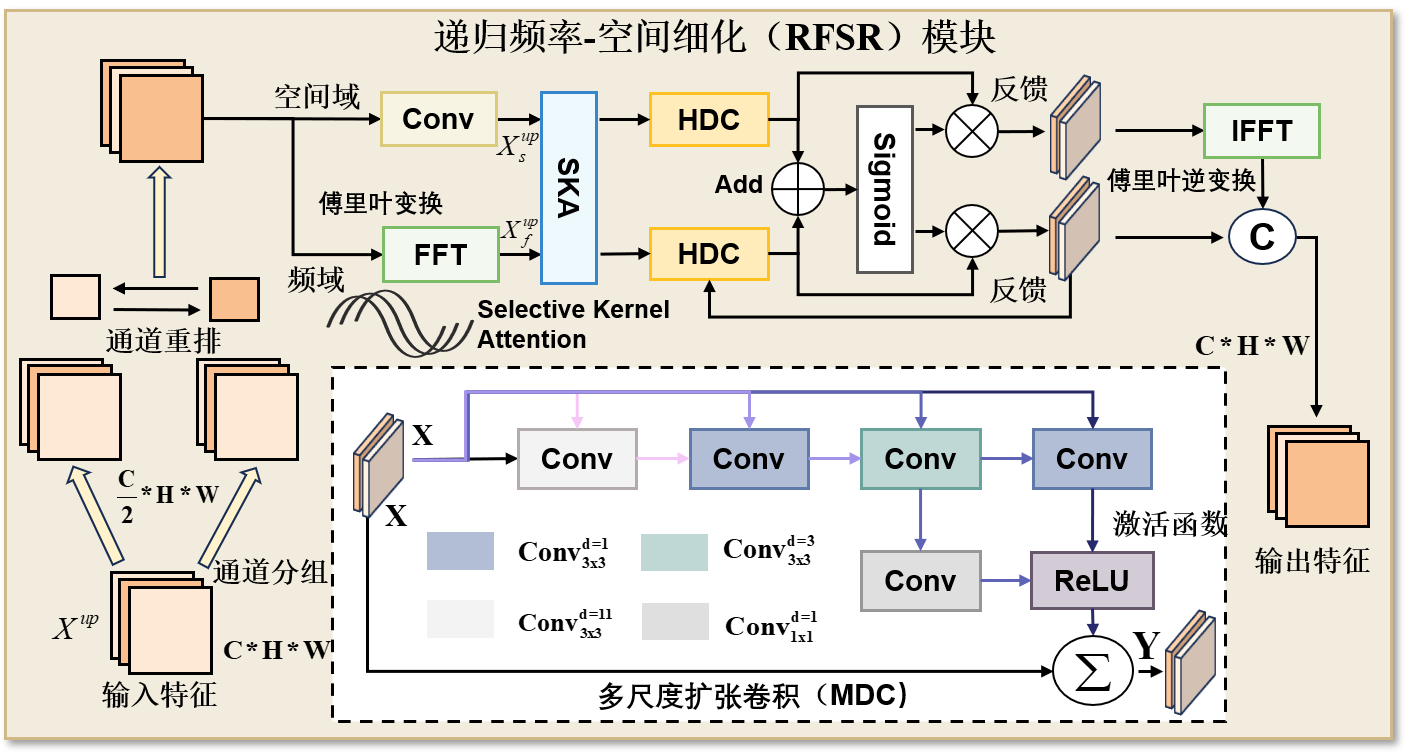 递归频率-空间细化（RFSR）模块
空间域
Conv
X_s^{up}
SKA
HDC
Add
Sigmoid
反馈
IFFT
傅里叶逆变换
C
傅里叶变换
FFT
X_f^{up}
频域
HDC
反馈
Selective Kernel
Attention
通道重排
C*H*W
C/2*H*W
通道分组
X^{up}
C*H*W
输入特征
输出特征
X
Conv
Conv
Conv
Conv
X
激活函数
Conv_{3x3}^{d=1}
Conv_{3x3}^{d=3}
Conv
ReLU
Conv_{3x3}^{d=11}
Conv_{1x1}^{d=1}
Σ
Y
多尺度扩张卷积（MDC）